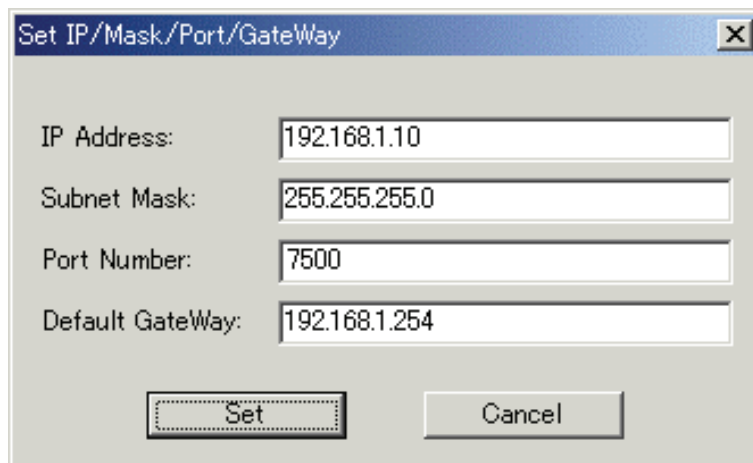 Set IP/Mask/Port/GateWay
IP Address: 192.168.1.10
Subnet Mask: 255.255.255.0
Port Number: 7500
Default GateWay: 192.168.1.254
Set Cancel